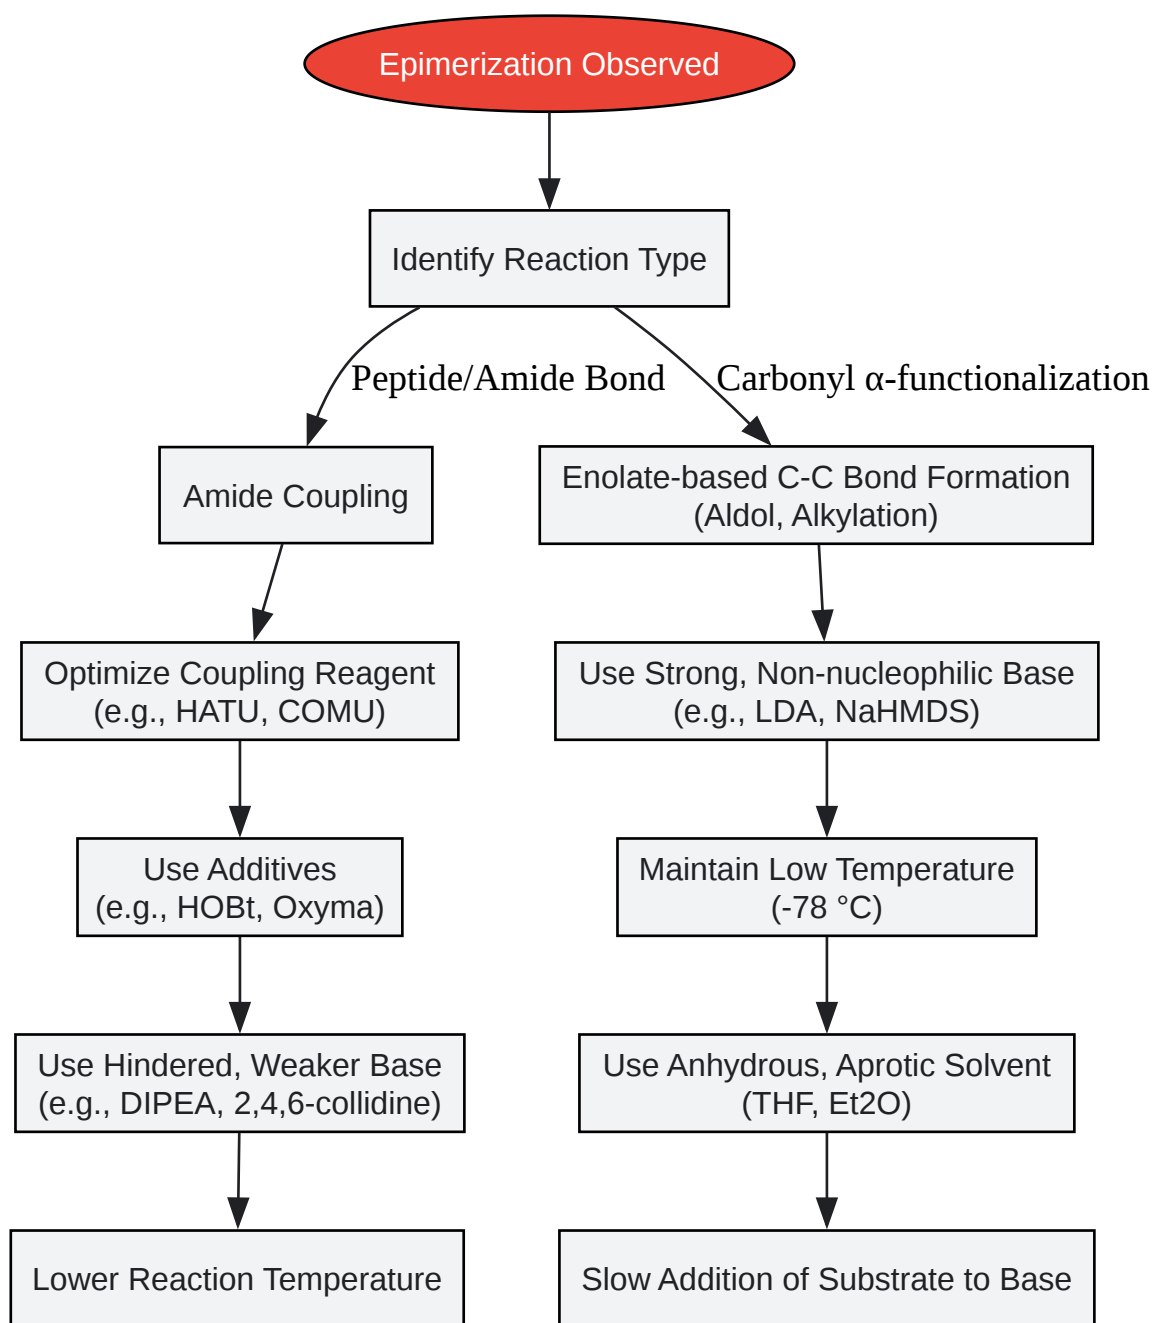 Epimerization Observed
Identify Reaction Type
Peptide/Amide Bond
Carbonyl α-functionalization
Amide Coupling
Enolate-based C-C Bond Formation
(Aldol, Alkylation)
Optimize Coupling Reagent
(e.g., HATU, COMU)
Use Strong, Non-nucleophilic Base
(e.g., LDA, NaHMDS)
Use Additives
(e.g., HOBt, Oxyma)
Maintain Low Temperature
(-78 °C)
Use Hindered, Weaker Base
(e.g., DIPEA, 2,4,6-collidine)
Use Anhydrous, Aprotic Solvent
(THF, Et2O)
Lower Reaction Temperature
Slow Addition of Substrate to Base